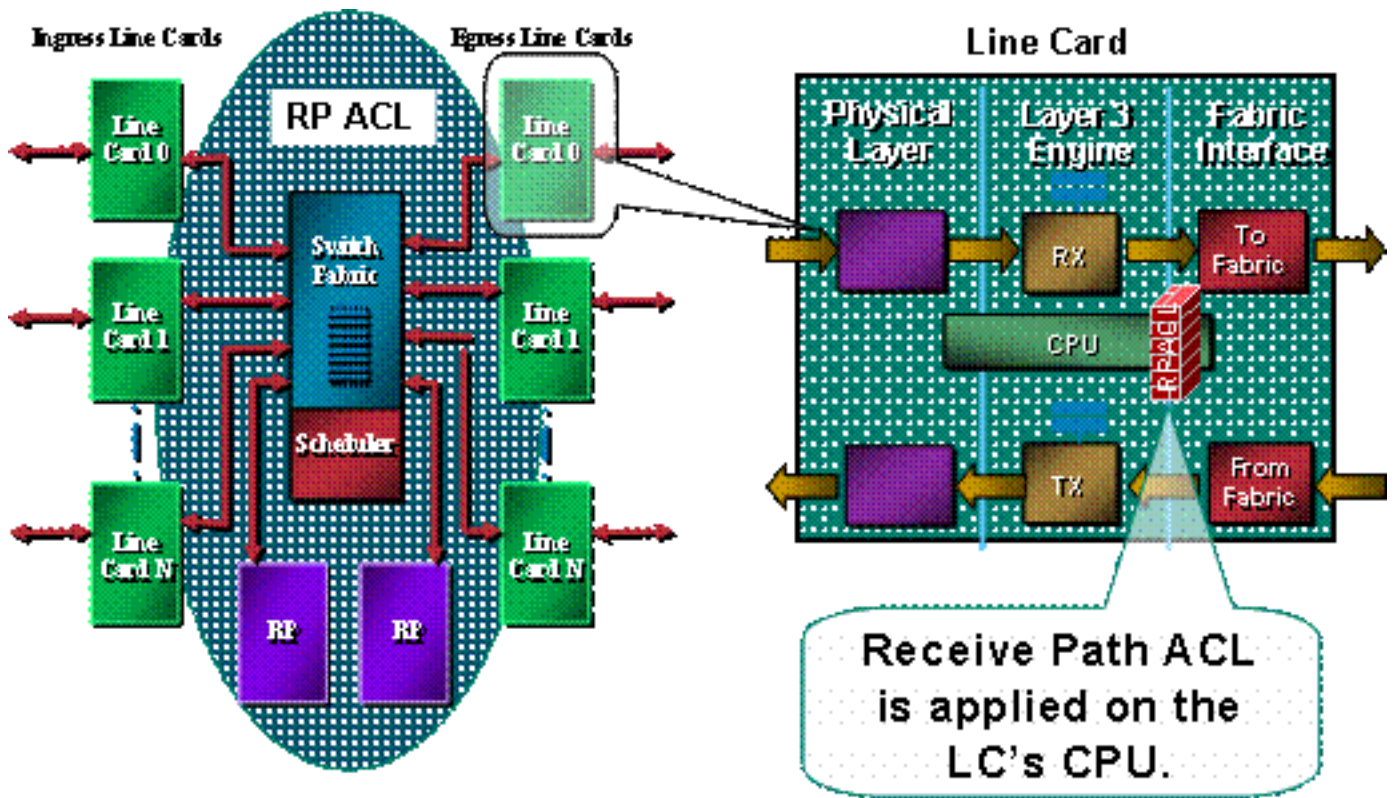 Ingress Line Cards
Egress Line Cards
RP ACL
Line
Card 0
Line
Card 0
Switch
Fabric
Line
Card 1
Line
Card 1
Scheduler
Line
Card N
Line
Card N
RP
RP
Line Card
Physical
Layer
Layer 3
Engine
Fabric
Interface
RX
To
Fabric
CPU
RPACL
TX
From
Fabric
Receive Path ACL
is applied on the
LC's CPU.